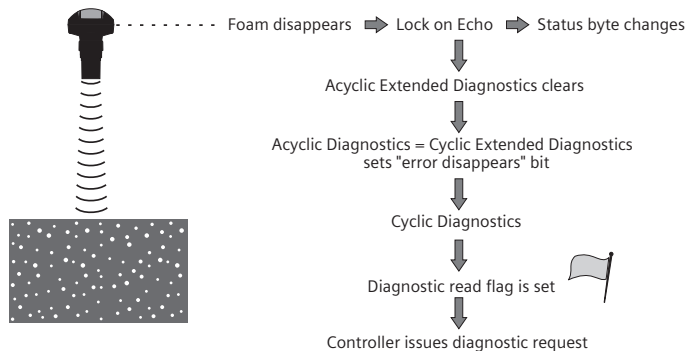 Foam disappears Lock on Echo Status byte changes
Acyclic Extended Diagnostics clears
Acyclic Diagnostics = Cyclic Extended Diagnostics
sets "error disappears" bit
Cyclic Diagnostics
Diagnostic read flag is set
Controller issues diagnostic request